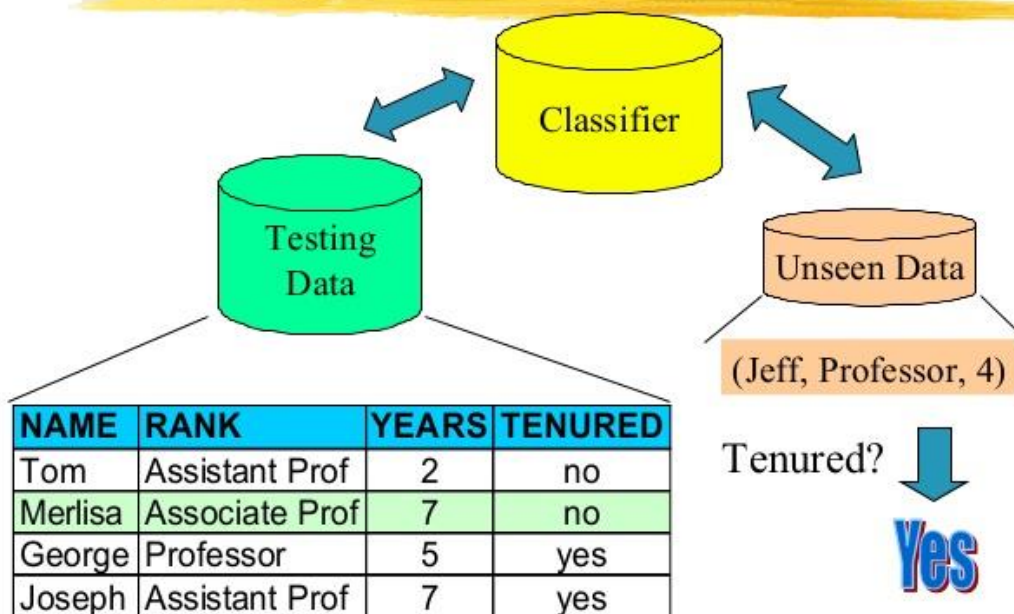 Classifier
Testing
Data
Unseen Data
(Jeff, Professor, 4)
NAME RANK YEARS TENURED
Tom Assistant Prof 2 no
Merlisa Associate Prof 7 no
George Professor 5 yes
Joseph Assistant Prof 7 yes
Tenured?
Yes